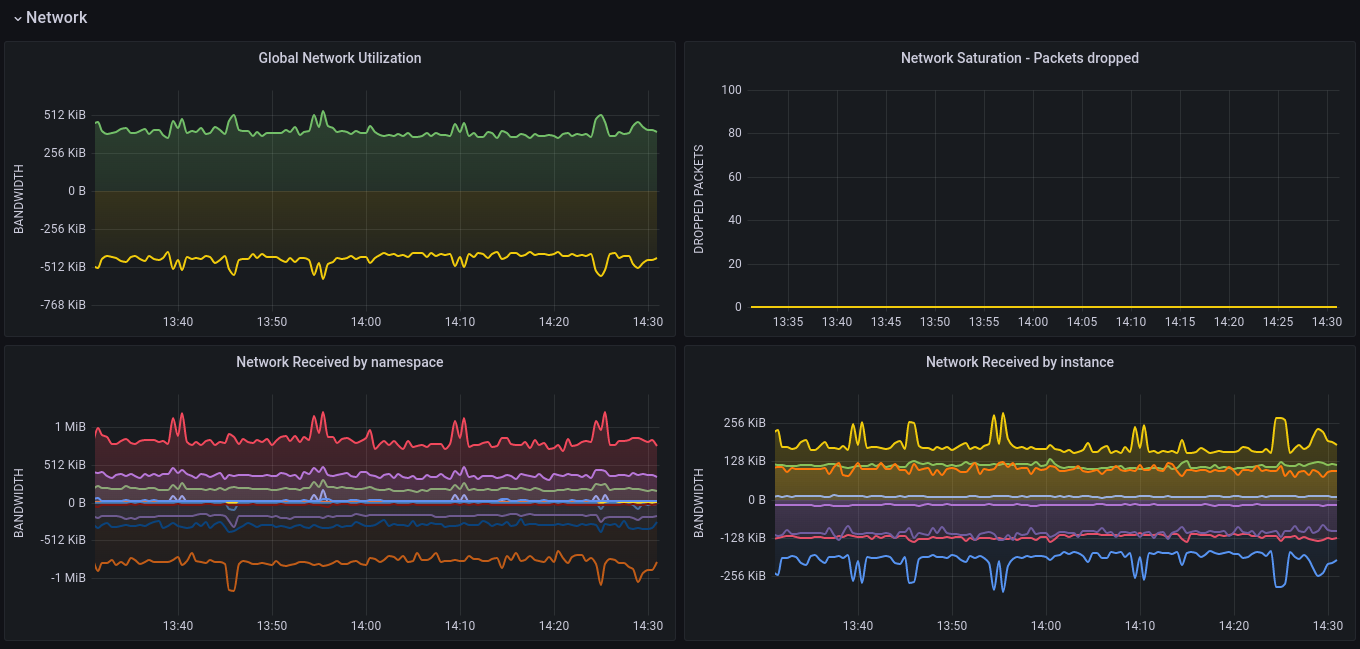 Network
Global Network Utilization
BANDWIDTH
512 KiB
256 KiB
0 B
-256 KiB
-512 KiB
-768 KiB
13:40 13:50 14:00 14:10 14:20 14:30
Network Saturation - Packets dropped
DROPPED PACKETS
100
80
60
40
20
0
13:35 13:40 13:45 13:50 13:55 14:00 14:05 14:10 14:15 14:20 14:25 14:30
Network Received by namespace
BANDWIDTH
1 MiB
512 KiB
0 B
-512 KiB
-1 MiB
13:40 13:50 14:00 14:10 14:20 14:30
Network Received by instance
BANDWIDTH
256 KiB
128 KiB
0 B
-128 KiB
-256 KiB
13:40 13:50 14:00 14:10 14:20 14:30